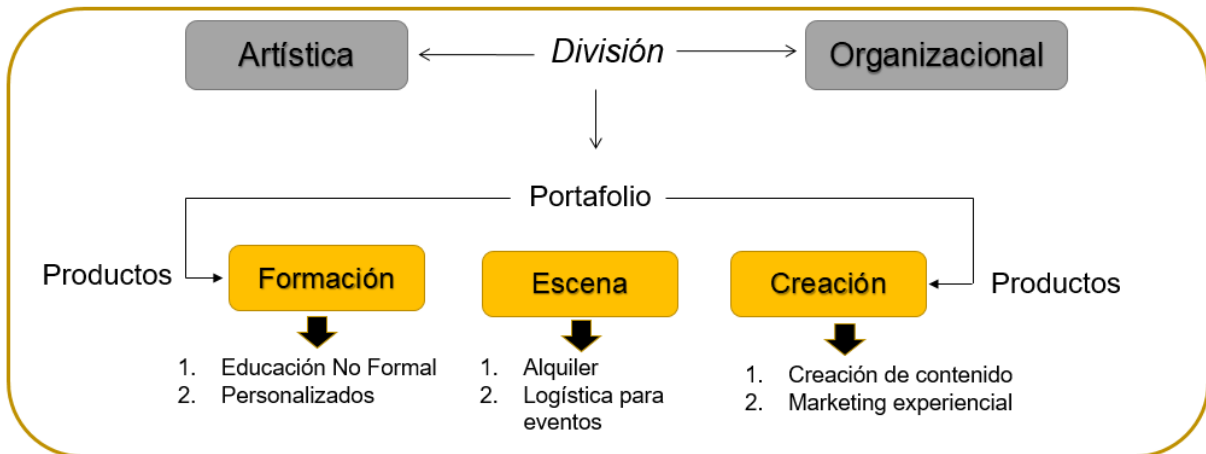 Artística
División
Organizacional
Portafolio
Productos
Formación
Escena
Creación
Productos
1. Educación No Formal
2. Personalizados
1. Alquiler
2. Logística para
eventos
1. Creación de contenido
2. Marketing experiencial